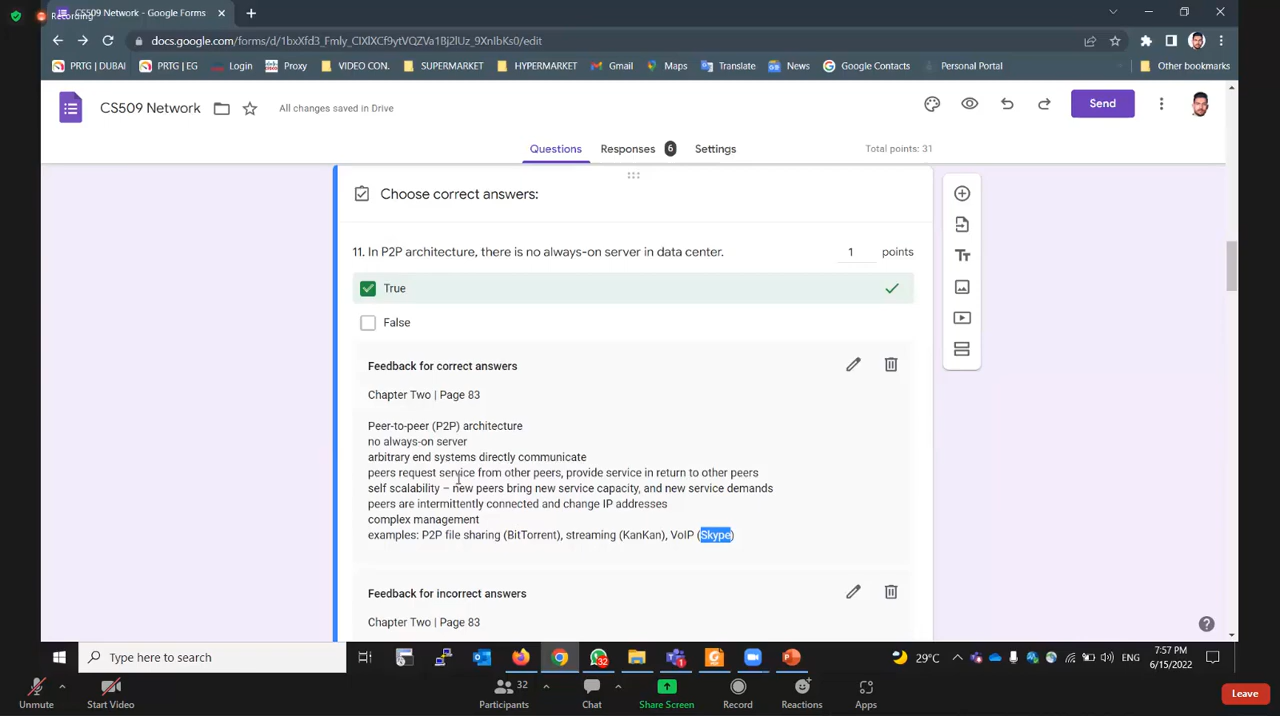 Recording
CS509 Network - Google Forms
docs.google.com/forms/d/1bxXfd3_Fmly_ClXlXCf9ytVQZVa1Bj2lUz_9XnIbKs0/edit
PRTG | DUBAI
PRTG | EG
Login
Proxy
VIDEO CON.
SUPERMARKET
HYPERMARKET
Gmail
Maps
Translate
News
Google Contacts
Personal Portal
Other bookmarks
CS509 Network
All changes saved in Drive
Send
Questions
Responses 6
Settings
Total points: 31
Choose correct answers:
11. In P2P architecture, there is no always-on server in data center.
1 points
True
False
Feedback for correct answers
Chapter Two | Page 83
Peer-to-peer (P2P) architecture
no always-on server
arbitrary end systems directly communicate
peers request service from other peers, provide service in return to other peers
self scalability – new peers bring new service capacity, and new service demands
peers are intermittently connected and change IP addresses
complex management
examples: P2P file sharing (BitTorrent), streaming (KanKan), VoIP (Skype)
Feedback for incorrect answers
Chapter Two | Page 83
Type here to search
32
1
29°C
ENG
7:57 PM
6/15/2022
Unmute
Start Video
32
Participants
Chat
Share Screen
Record
Reactions
Apps
Leave